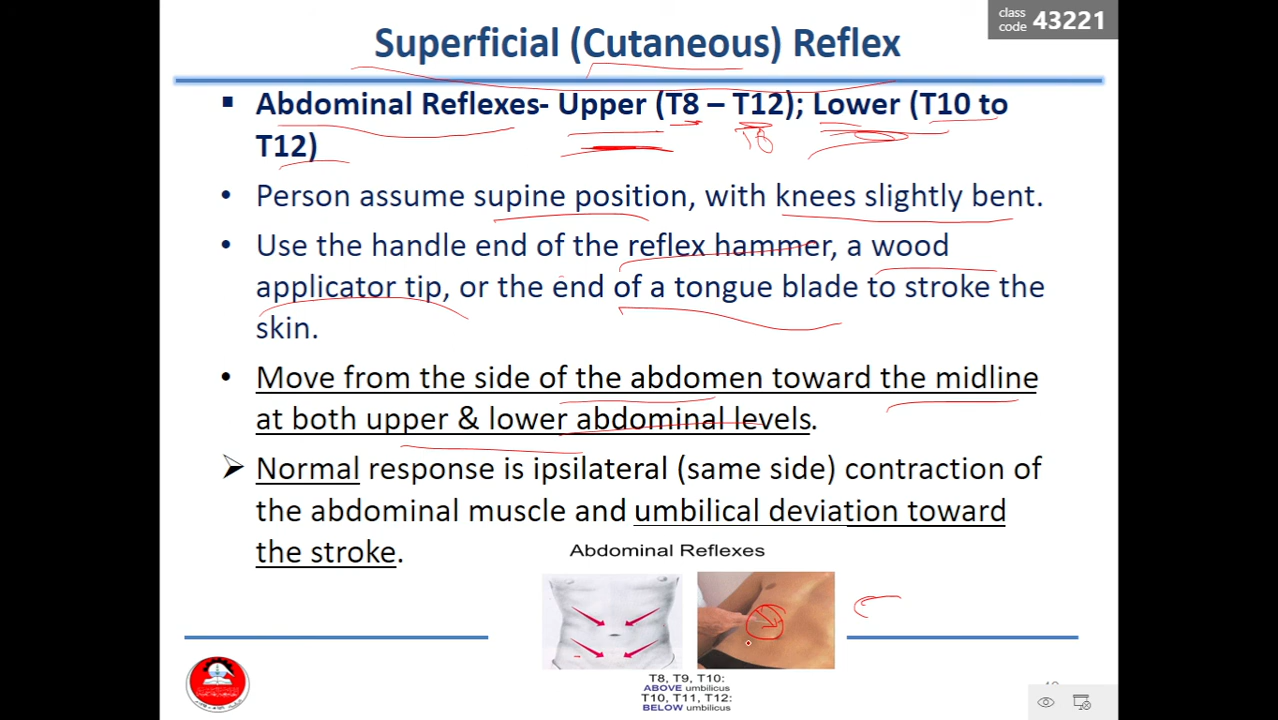 class
code 43221
Superficial (Cutaneous) Reflex
▪ Abdominal Reflexes- Upper (T8 – T12); Lower (T10 to
T12)
T8
• Person assume supine position, with knees slightly bent.
• Use the handle end of the reflex hammer, a wood
applicator tip, or the end of a tongue blade to stroke the
skin.
• Move from the side of the abdomen toward the midline
at both upper & lower abdominal levels.
➢ Normal response is ipsilateral (same side) contraction of
the abdominal muscle and umbilical deviation toward
the stroke.
Abdominal Reflexes
T8, T9, T10:
ABOVE umbilicus
T10, T11, T12:
BELOW umbilicus